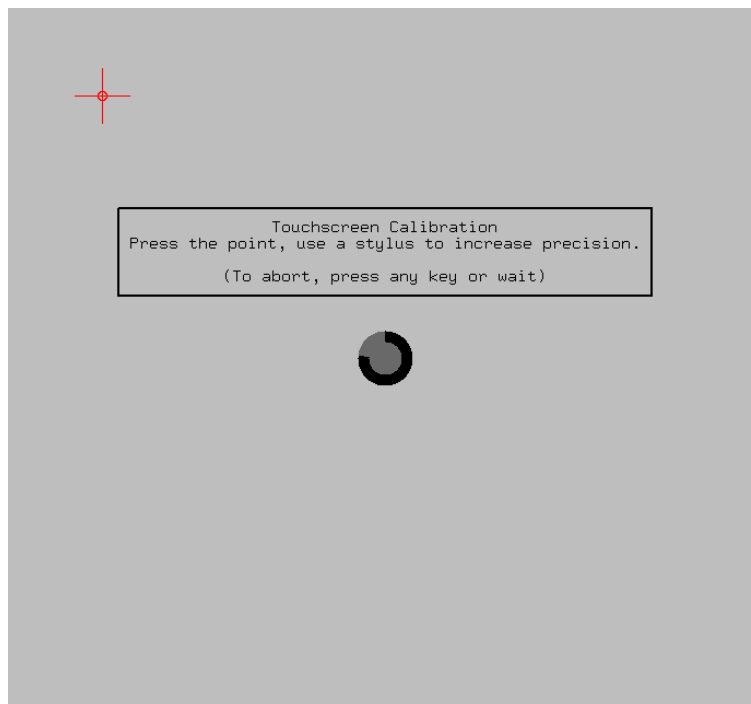 Touchscreen Calibration
Press the point, use a stylus to increase precision.
(To abort, press any key or wait)